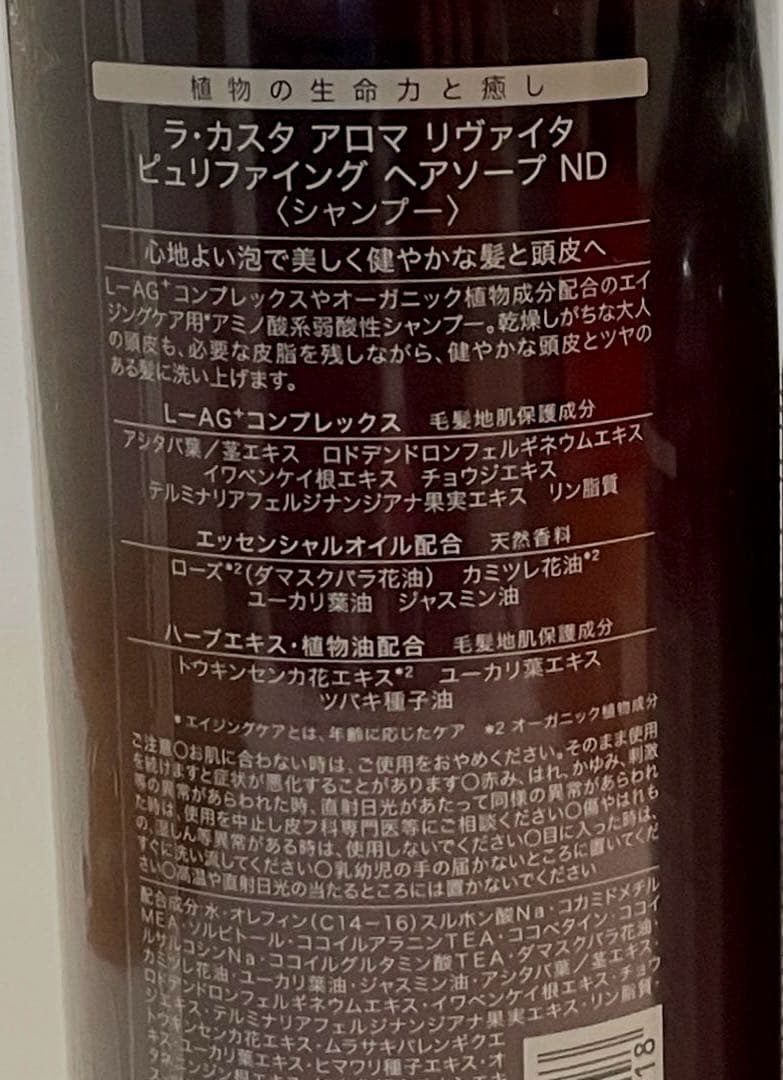 植物の生命力と癒し
ラ・カスタ アロマ リヴァイタ
ピュリファイング ヘアソープ ND
〈シャンプー〉
心地よい泡で美しく健やかな髪と頭皮へ
L−AG⁺コンプレックスやオーガニック植物成分配合のエイ
ジングケア用*アミノ酸系弱酸性シャンプー。乾燥しがちな大人
の頭皮も、必要な皮脂を残しながら、健やかな頭皮とツヤの
ある髪に洗い上げます。
L−AG⁺コンプレックス 毛髪地肌保護成分
アシタバ葉/茎エキス ロドデンドロンフェルギネウムエキス
イワベンケイ根エキス チョウジエキス
テルミナリアフェルジナンジアナ果実エキス リン脂質
エッセンシャルオイル配合 天然香料
ローズ*²(ダマスクバラ花油) カミツレ花油*²
ユーカリ葉油 ジャスミン油
ハーブエキス・植物油配合 毛髪地肌保護成分
トウキンセンカ花エキス*² ユーカリ葉エキス
ツバキ種子油
*エイジングケアとは、年齢に応じたケア *2 オーガニック植物成分
ご注意〇お肌に合わない時は、ご使用をおやめください。そのまま使用
を続けますと症状が悪化することがあります〇赤み、はれ、かゆみ、刺激
等の異常があらわれた時、直射日光があたって同様の異常があらわれ
た時は、使用を中止し皮フ科専門医等にご相談ください〇傷やはれも
の、湿しん等異常がある時は、使用しないでください〇目に入った時は、
すぐに洗い流してください〇乳幼児の手の届かないところに置いてくだ
さい〇高温や直射日光の当たるところには置かないでください
配合成分:水・オレフィン(C14−16)スルホン酸Na・コカミドメチル
MEA・ソルビトール・ココイルアラニンTEA・ココベタイン・ココイ
ルサルコシンNa・ココイルグルタミン酸TEA・ダマスクバラ花油・
カミツレ花油・ユーカリ葉油・ジャスミン油・アシタバ葉/茎エキス・
ロドデンドロンフェルギネウムエキス・イワベンケイ根エキス・チョウ
ジエキス・テルミナリアフェルジナンジアナ果実エキス・リン脂質・
トウキンセンカ花エキス・ムラサキバレンギクエ
キス・ユーカリ葉エキス・ヒマワリ種子エキス・オ
タネニンジン根エキス
18